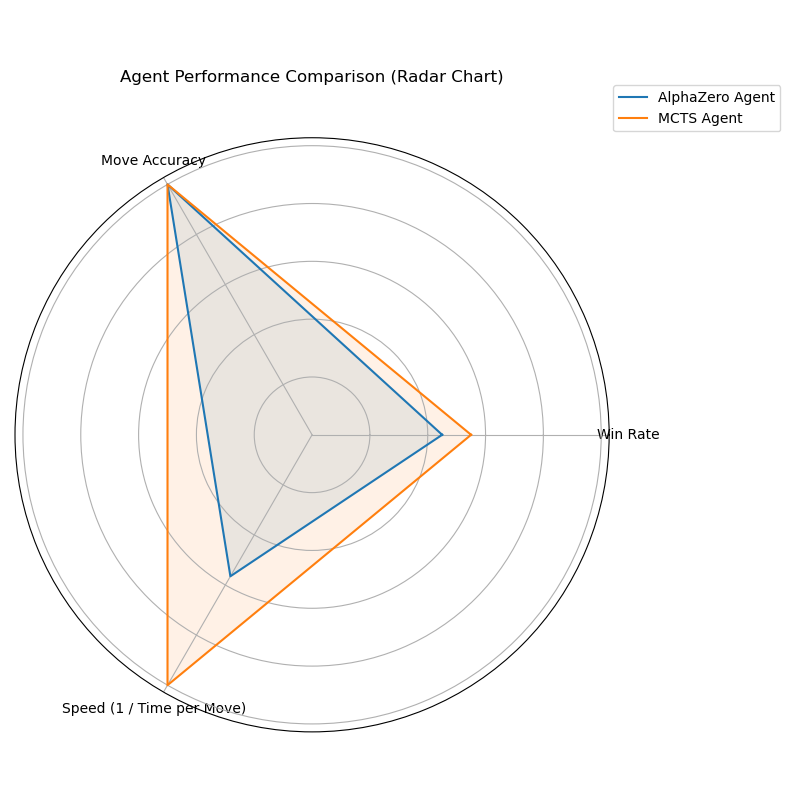 Agent Performance Comparison (Radar Chart)
AlphaZero Agent
MCTS Agent
Move Accuracy
Win Rate
Speed (1 / Time per Move)